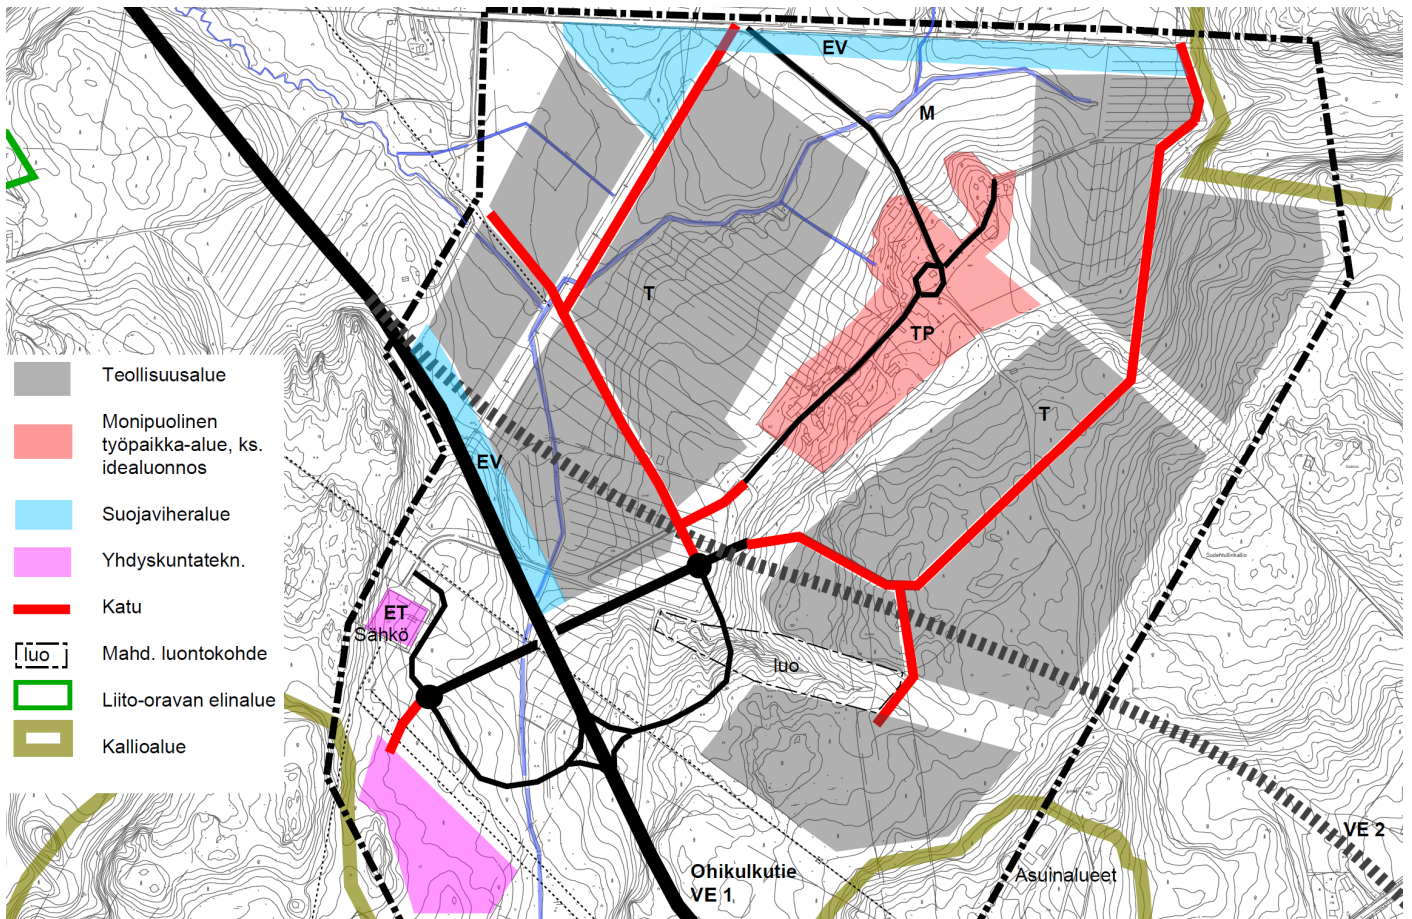 EV
M
T
TP
T
EV
Teollisuusalue
Monipuolinen
työpaikka-alue, ks.
idealuonnos
Suojaviheralue
Yhdyskuntatekn.
Katu
luo
Mahd. luontokohde
Liito-oravan elinalue
Kallioalue
ET
Sähkö
luo
Ohikulkutie
VE 1
VE 2
Asuinalueet